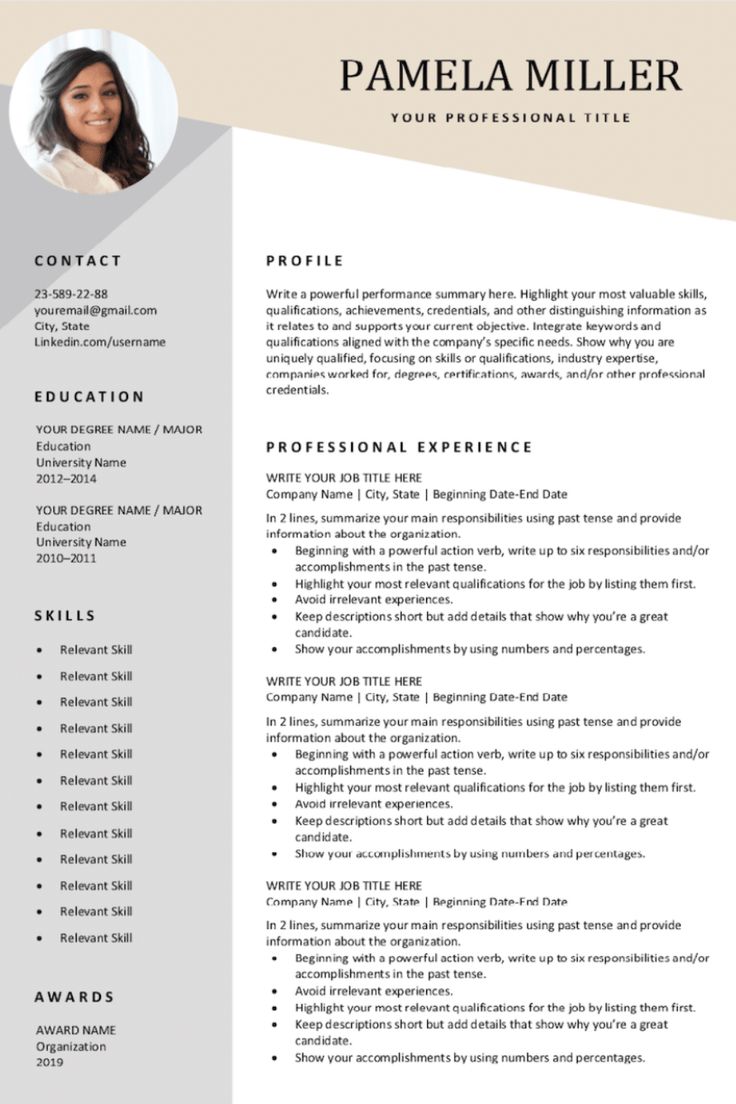 PAMELA MILLER
YOUR PROFESSIONAL TITLE
CONTACT
23-589-22-88
youremail@gmail.com
City, State
Linkedin.com/username
EDUCATION
YOUR DEGREE NAME / MAJOR
Education
University Name
2012–2014
YOUR DEGREE NAME / MAJOR
Education
University Name
2010–2011
SKILLS
• Relevant Skill
• Relevant Skill
• Relevant Skill
• Relevant Skill
• Relevant Skill
• Relevant Skill
• Relevant Skill
• Relevant Skill
• Relevant Skill
• Relevant Skill
• Relevant Skill
• Relevant Skill
AWARDS
AWARD NAME
Organization
2019
PROFILE
Write a powerful performance summary here. Highlight your most valuable skills,
qualifications, achievements, credentials, and other distinguishing information as
it relates to and supports your current objective. Integrate keywords and
qualifications aligned with the company's specific needs. Show why you are
uniquely qualified, focusing on skills or qualifications, industry expertise,
companies worked for, degrees, certifications, awards, and/or other professional
credentials.
PROFESSIONAL EXPERIENCE
WRITE YOUR JOB TITLE HERE
Company Name | City, State | Beginning Date-End Date
In 2 lines, summarize your main responsibilities using past tense and provide
information about the organization.
• Beginning with a powerful action verb, write up to six responsibilities and/or
accomplishments in the past tense.
• Highlight your most relevant qualifications for the job by listing them first.
• Avoid irrelevant experiences.
• Keep descriptions short but add details that show why you're a great
candidate.
• Show your accomplishments by using numbers and percentages.
WRITE YOUR JOB TITLE HERE
Company Name | City, State | Beginning Date-End Date
In 2 lines, summarize your main responsibilities using past tense and provide
information about the organization.
• Beginning with a powerful action verb, write up to six responsibilities and/or
accomplishments in the past tense.
• Highlight your most relevant qualifications for the job by listing them first.
• Avoid irrelevant experiences.
• Keep descriptions short but add details that show why you're a great
candidate.
• Show your accomplishments by using numbers and percentages.
WRITE YOUR JOB TITLE HERE
Company Name | City, State | Beginning Date-End Date
In 2 lines, summarize your main responsibilities using past tense and provide
information about the organization.
• Beginning with a powerful action verb, write up to six responsibilities and/or
accomplishments in the past tense.
• Avoid irrelevant experiences.
• Highlight your most relevant qualifications for the job by listing them first.
• Keep descriptions short but add details that show why you're a great
candidate.
• Show your accomplishments by using numbers and percentages.